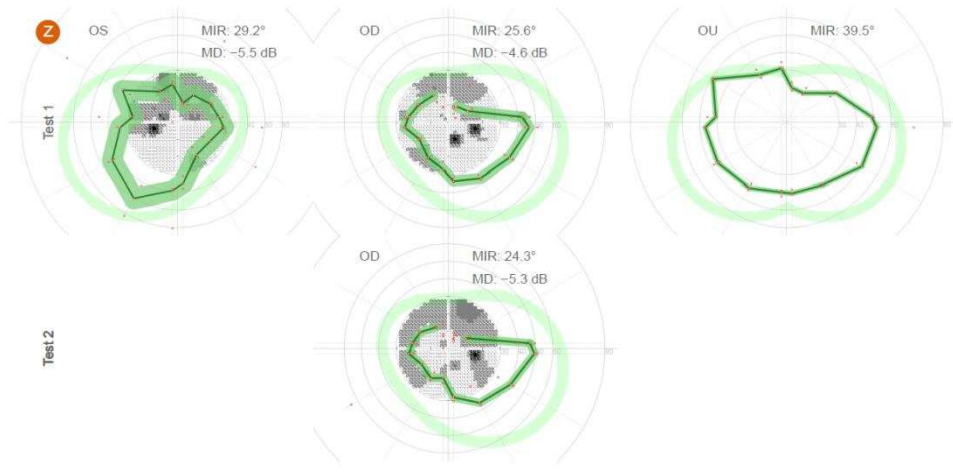 Z
OS
MIR: 29.2°
MD: −5.5 dB
OD
MIR: 25.6°
MD: −4.6 dB
OU
MIR: 39.5°
Test 1
OD
MIR: 24.3°
MD: −5.3 dB
Test 2